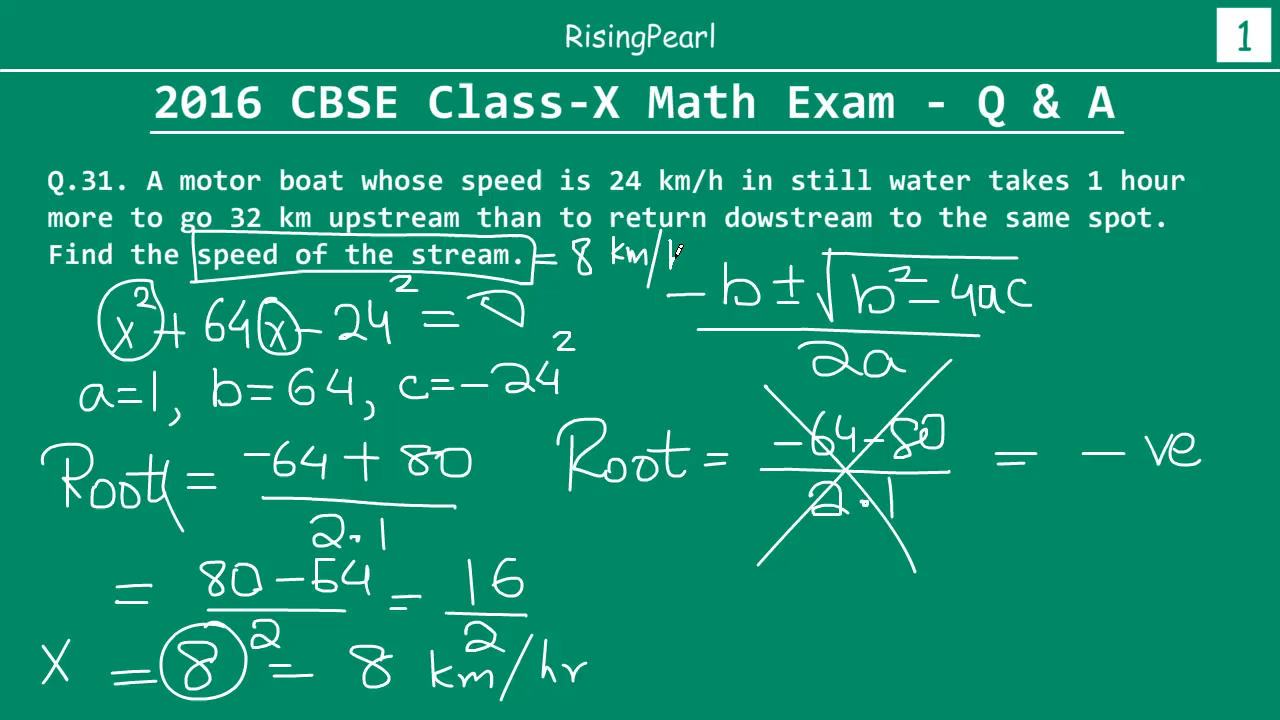 RisingPearl
1
2016 CBSE Class-X Math Exam - Q & A
Q.31. A motor boat whose speed is 24 km/h in still water takes 1 hour
more to go 32 km upstream than to return dowstream to the same spot.
Find the speed of the stream. = 8 km/h
x² + 64x - 24² = 0
-b ± √b² - 4ac
2a
a=1, b=64, c=-24²
Root = -64 + 80
2.1
Root = -64-80 = -ve
2.1
= 80-64 = 16
2 2
x = 8 = 8 km/hr